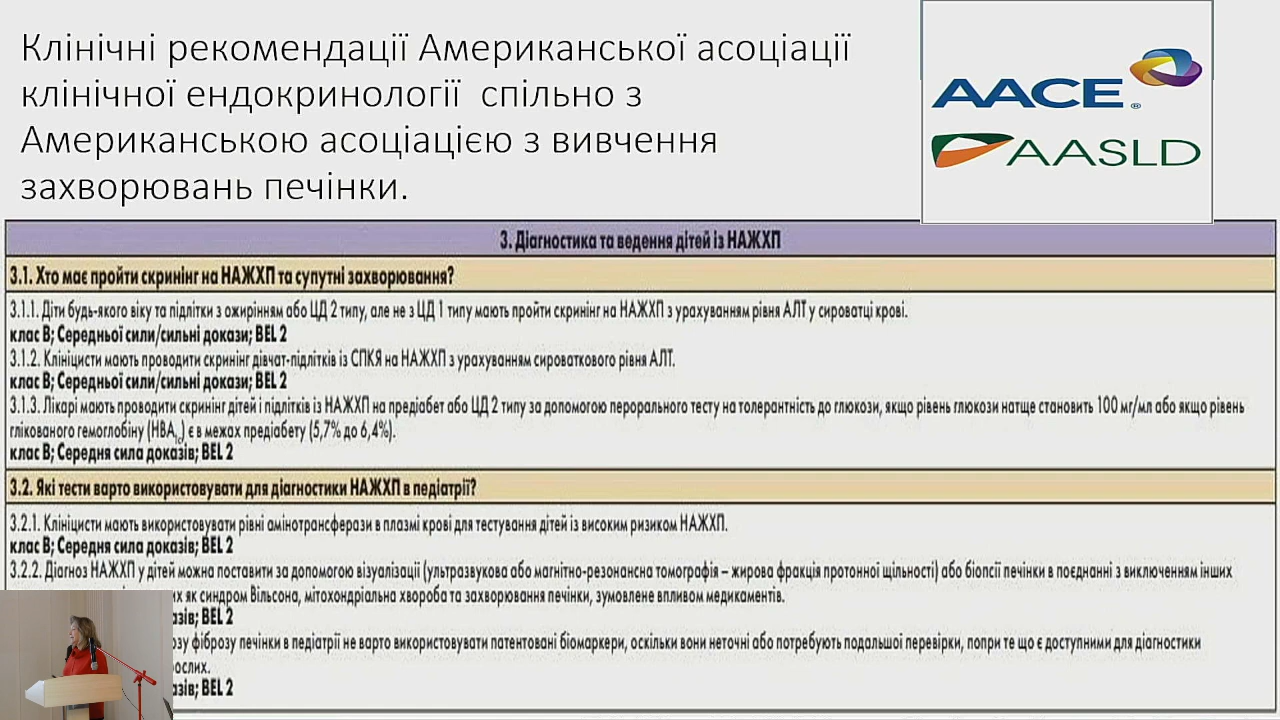 Клінічні рекомендації Американської асоціації
клінічної ендокринології спільно з
Американською асоціацією з вивчення
захворювань печінки.
AACE®
AASLD
3. Діагностика та ведення дітей із НАЖХП
3.1. Хто має пройти скринінг на НАЖХП та супутні захворювання?
3.1.1. Діти будь-якого віку та підлітки з ожирінням або ЦД 2 типу, але не з ЦД 1 типу мають пройти скринінг на НАЖХП з урахуванням рівня АЛТ у сироватці крові.
клас B; Середньої сили/сильні докази; BEL 2
3.1.2. Клініцисти мають проводити скринінг дівчат-підлітків із СПКЯ на НАЖХП з урахуванням сироваткового рівня АЛТ.
клас B; Середньої сили/сильні докази; BEL 2
3.1.3. Лікарі мають проводити скринінг дітей і підлітків із НАЖХП на предіабет або ЦД 2 типу за допомогою перорального тесту на толерантність до глюкози, якщо рівень глюкози натще становить 100 мг/мл або якщо рівень
глікованого гемоглобіну (HBA1c) є в межах предіабету (5,7% до 6,4%).
клас B; Середня сила доказів; BEL 2
3.2. Які тести варто використовувати для діагностики НАЖХП в педіатрії?
3.2.1. Клініцисти мають використовувати рівні амінотрансферази в плазмі крові для тестування дітей із високим ризиком НАЖХП.
клас B; Середня сила доказів; BEL 2
3.2.2. Діагноз НАЖХП у дітей можна поставити за допомогою візуалізації (ультразвукова або магнітно-резонансна томографія – жирова фракція протонної щільності) або біопсії печінки в поєднанні з виключенням інших
х як синдром Вільсона, мітохондріальна хвороба та захворювання печінки, зумовлене впливом медикаментів.
азів; BEL 2
озу фіброзу печінки в педіатрії не варто використовувати патентовані біомаркери, оскільки вони неточні або потребують подальшої перевірки, попри те що є доступними для діагностики
ослих.
азів; BEL 2